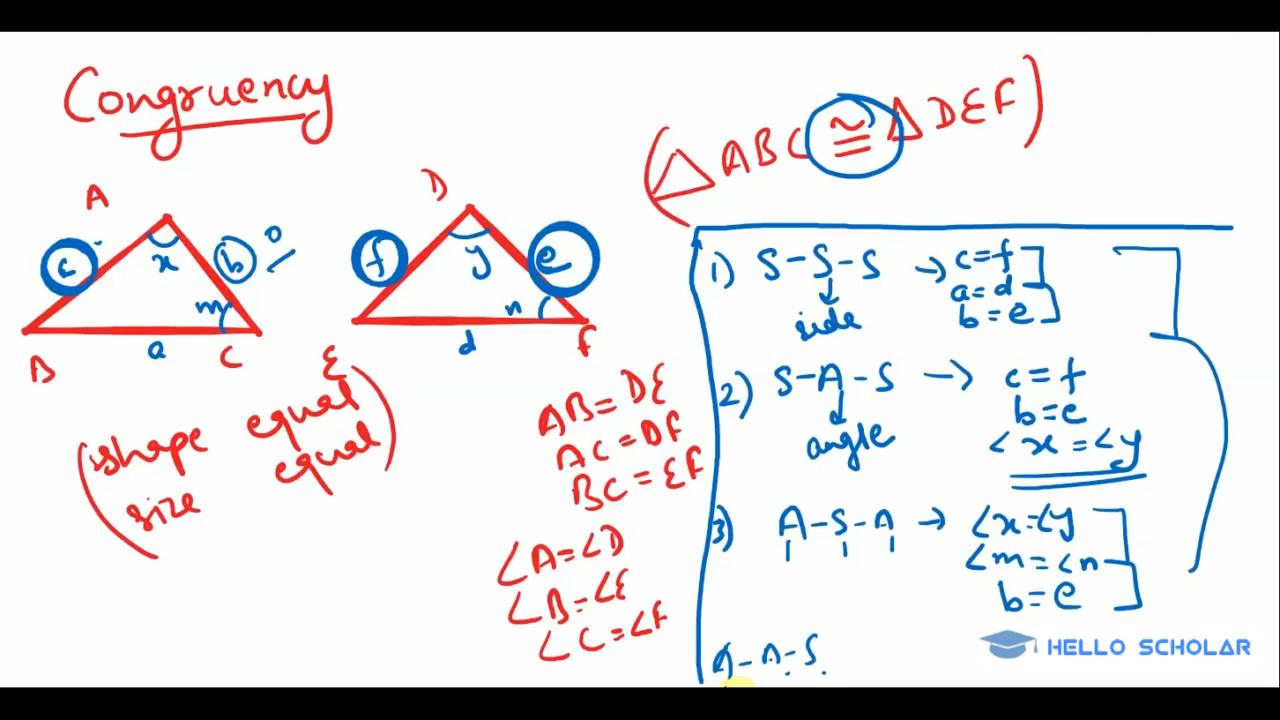 Congruency
△ABC ≅ △DEF)
A
c
x
b
m
B
a
C
D
f
y
e
n
E
d
F
(shape equal
size equal)
AB = DE
AC = DF
BC = EF
∠A = ∠D
∠B = ∠E
∠C = ∠F
1) S-S-S → c = f
a = d
side b = e
2) S-A-S → c = f
b = e
angle ∠x = ∠y
3) A-S-A → ∠x = ∠y
∠m = ∠n
b = e
A-A-S
HELLO SCHOLAR